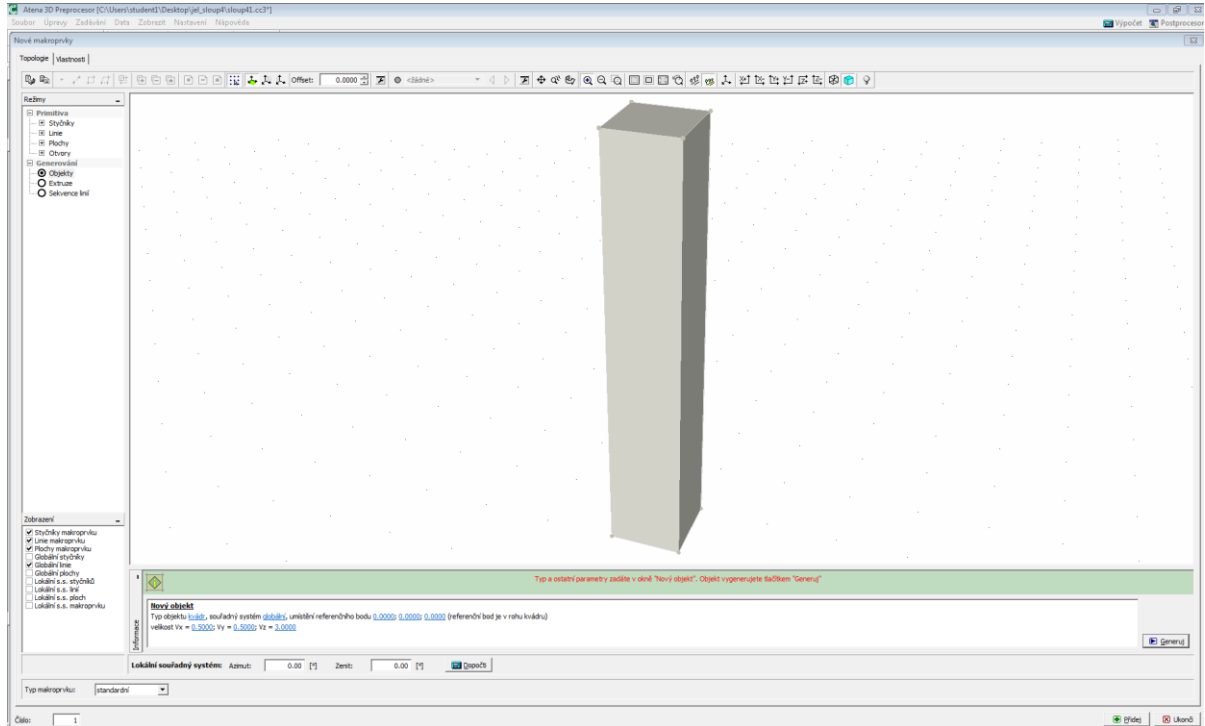 Atena 3D Preprocesor [C:\Users\student1\Desktop\jel_sloup4\sloup41.cc3*]
Soubor Úpravy Zadávání Data Zobrazit Nastavení Nápověda
Výpočet Postprocesor
Nové makroprvky
Topologie Vlastnosti
Offset: 0.0000 <žádné>
Režimy
Primitiva
Styčníky
Linie
Plochy
Otvory
Generování
Objekty
Extruze
Sekvence linií
Zobrazení
Styčníky makroprvku
Linie makroprvku
Plochy makroprvku
Globální styčníky
Globální linie
Globální plochy
Lokální s.s. styčníků
Lokální s.s. linií
Lokální s.s. ploch
Lokální s.s. makroprvku
Typ a ostatní parametry zadáte v okně "Nový objekt". Objekt vygenerujete tlačítkem "Generuj"
Informace
Nový objekt
Typ objektu kvádr, souřadný systém globální, umístění referenčního bodu 0.0000; 0.0000; 0.0000 (referenční bod je v rohu kvádru)
velikost Vx = 0.5000; Vy = 0.5000; Vz = 3.0000
Generuj
Lokální souřadný systém: Azimut: 0.00 [°] Zenit: 0.00 [°] Dopočti
Typ makroprvku: standardní
Číslo: 1
Přidej Ukonči